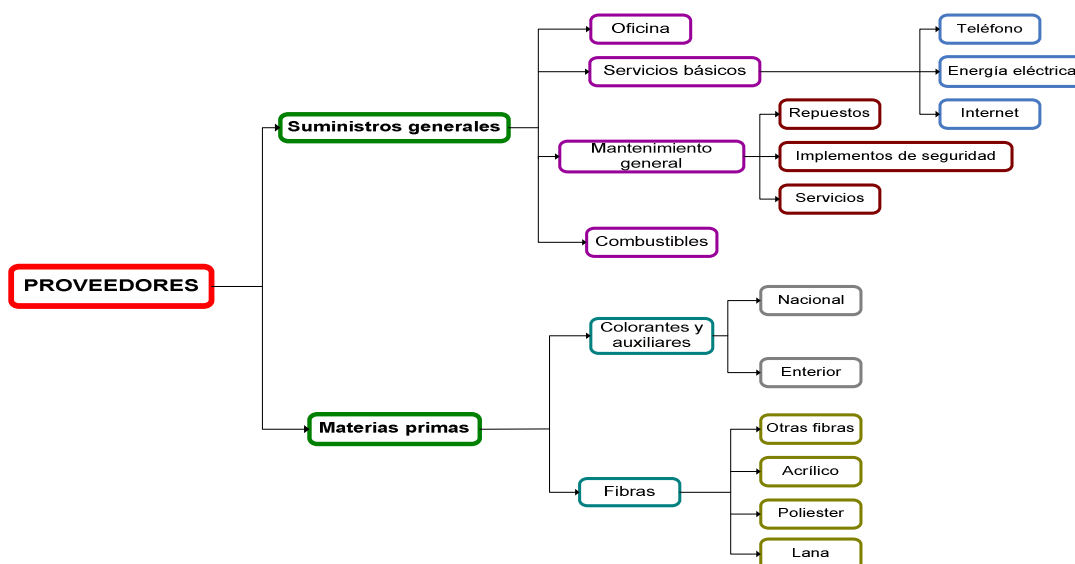 PROVEEDORES
Suministros generales
Oficina
Servicios básicos
Teléfono
Energía eléctrica
Internet
Mantenimiento
general
Repuestos
Implementos de seguridad
Servicios
Combustibles
Materias primas
Colorantes y
auxiliares
Nacional
Enterior
Fibras
Otras fibras
Acrílico
Poliester
Lana